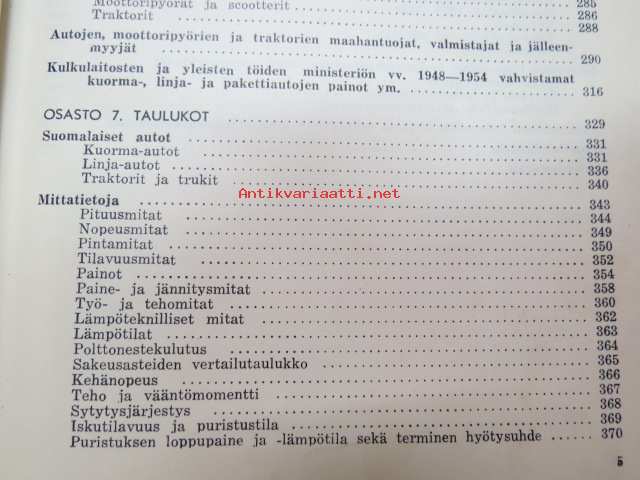 Moottoripyörät ja scootterit 285
Traktorit 286
288
Autojen, moottoripyörien ja traktorien maahantuojat, valmistajat ja jälleen-
myyjät 290
Kulkulaitosten ja yleisten töiden ministeriön vv. 1948—1954 vahvistamat
kuorma-, linja- ja pakettiautojen painot ym. 316
OSASTO 7. TAULUKOT 329
Suomalaiset autot 331
Kuorma-autot 331
Linja-autot 336
Traktorit ja trukit 340
Antikvariaatti.net
Mittatietoja 343
Pituusmitat 344
Nopeusmitat 349
Pintamitat 350
Tilavuusmitat 352
Painot 354
Paine- ja jännitysmitat 358
Työ- ja tehomitat 360
Lämpöteknilliset mitat 362
Lämpötilat 363
Polttonestekulutus 364
Sakeusasteiden vertailutaulukko 365
Kehänopeus 366
Teho ja vääntömomentti 367
Sytytysjärjestys 368
Iskutilavuus ja puristustila 369
Puristuksen loppupaine ja -lämpötila sekä terminen hyötysuhde 370
5